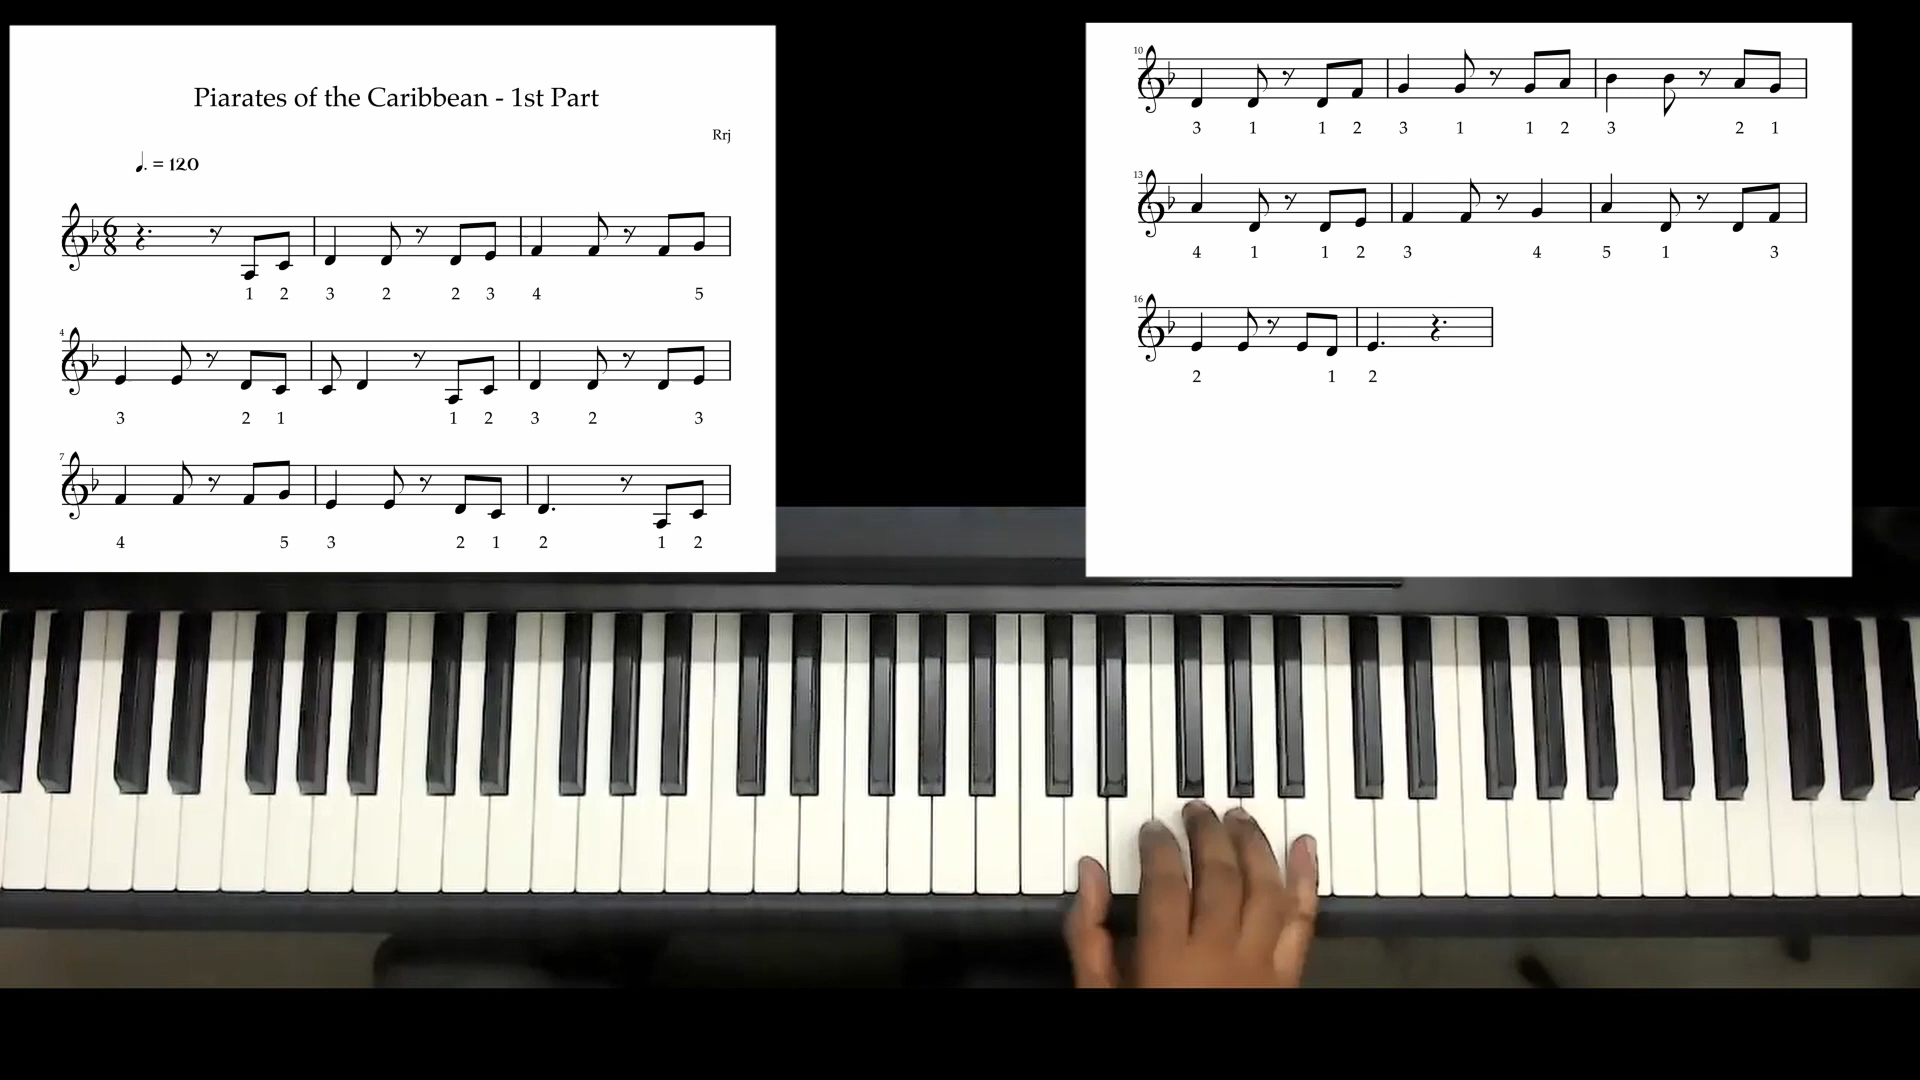 Piarates of the Caribbean - 1st Part
Rrj
♩. = 120
6
8
1 2 3 2 2 3 4 5
4
3 2 1 1 2 3 2 3
7
4 5 3 2 1 2 1 2
10
3 1 1 2 3 1 1 2 3 2 1
13
4 1 1 2 3 4 5 1 3
16
2 1 2